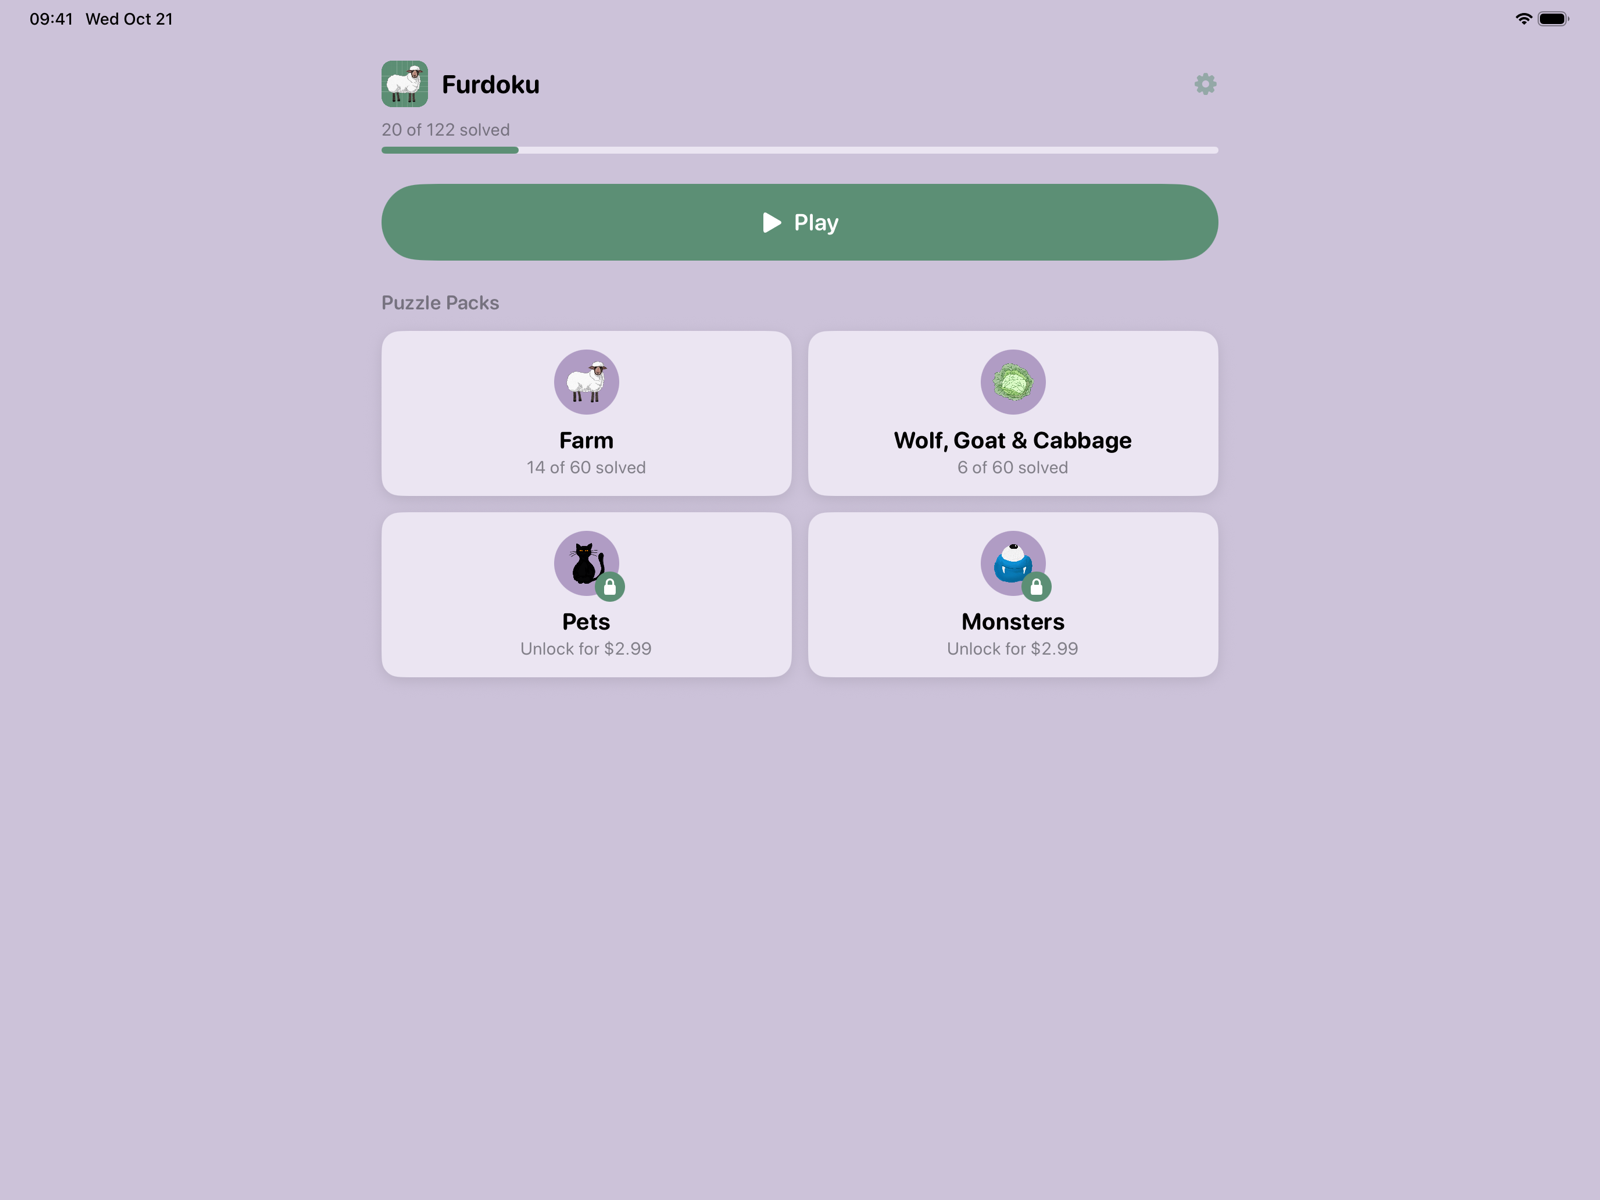 09:41 Wed Oct 21
Furdoku
20 of 122 solved
Play
Puzzle Packs
Farm
14 of 60 solved
Wolf, Goat & Cabbage
6 of 60 solved
Pets
Unlock for $2.99
Monsters
Unlock for $2.99